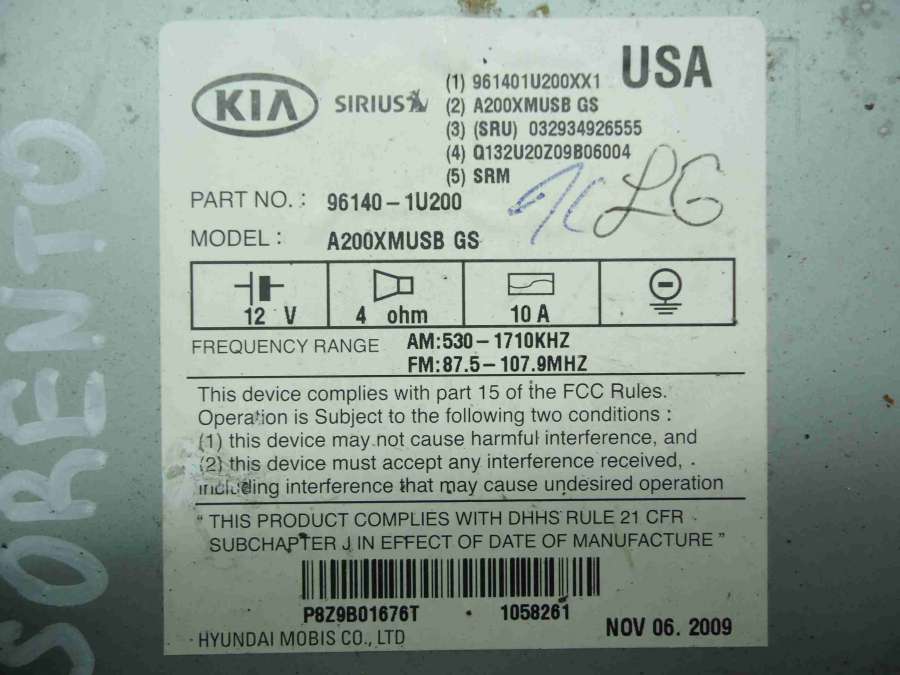 KIA SIRIUS
(1) 961401U200XX1 USA
(2) A200XMUSB GS
(3) (SRU) 032934926555
(4) Q132U20Z09B06004
(5) SRM
LG
PART NO. : 96140-1U200
MODEL : A200XMUSB GS
12 V 4 ohm 10 A
FREQUENCY RANGE AM:530-1710KHZ
FM:87.5-107.9MHZ
This device complies with part 15 of the FCC Rules.
Operation is Subject to the following two conditions :
(1) this device may not cause harmful interference, and
(2) this device must accept any interference received,
including interference that may cause undesired operation
" THIS PRODUCT COMPLIES WITH DHHS RULE 21 CFR
SUBCHAPTER J IN EFFECT OF DATE OF MANUFACTURE "
P8Z9B01676T 1058261
HYUNDAI MOBIS CO., LTD NOV 06. 2009
SORENTO